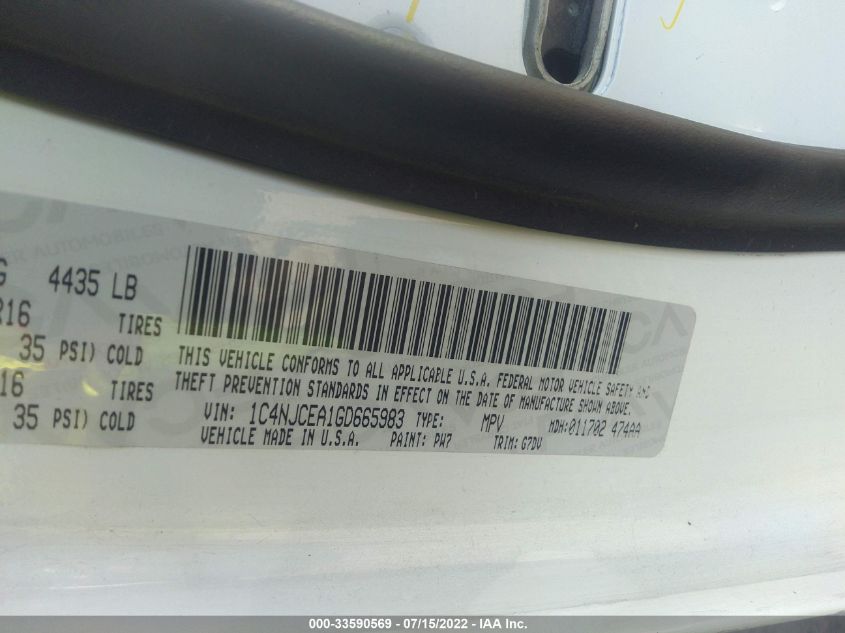 G 4435 LB
R16 TIRES
35 PSI) COLD
16 TIRES
35 PSI) COLD
THIS VEHICLE CONFORMS TO ALL APPLICABLE U.S.A. FEDERAL MOTOR VEHICLE SAFETY AND
THEFT PREVENTION STANDARDS IN EFFECT ON THE DATE OF MANUFACTURE SHOWN ABOVE.
VIN: 1C4NJCEA1GD665983 TYPE: MPV MDH:011702 474AA
VEHICLE MADE IN U.S.A. PAINT: PW7 TRIM: G7DV
000-33590569 - 07/15/2022 - IAA Inc.